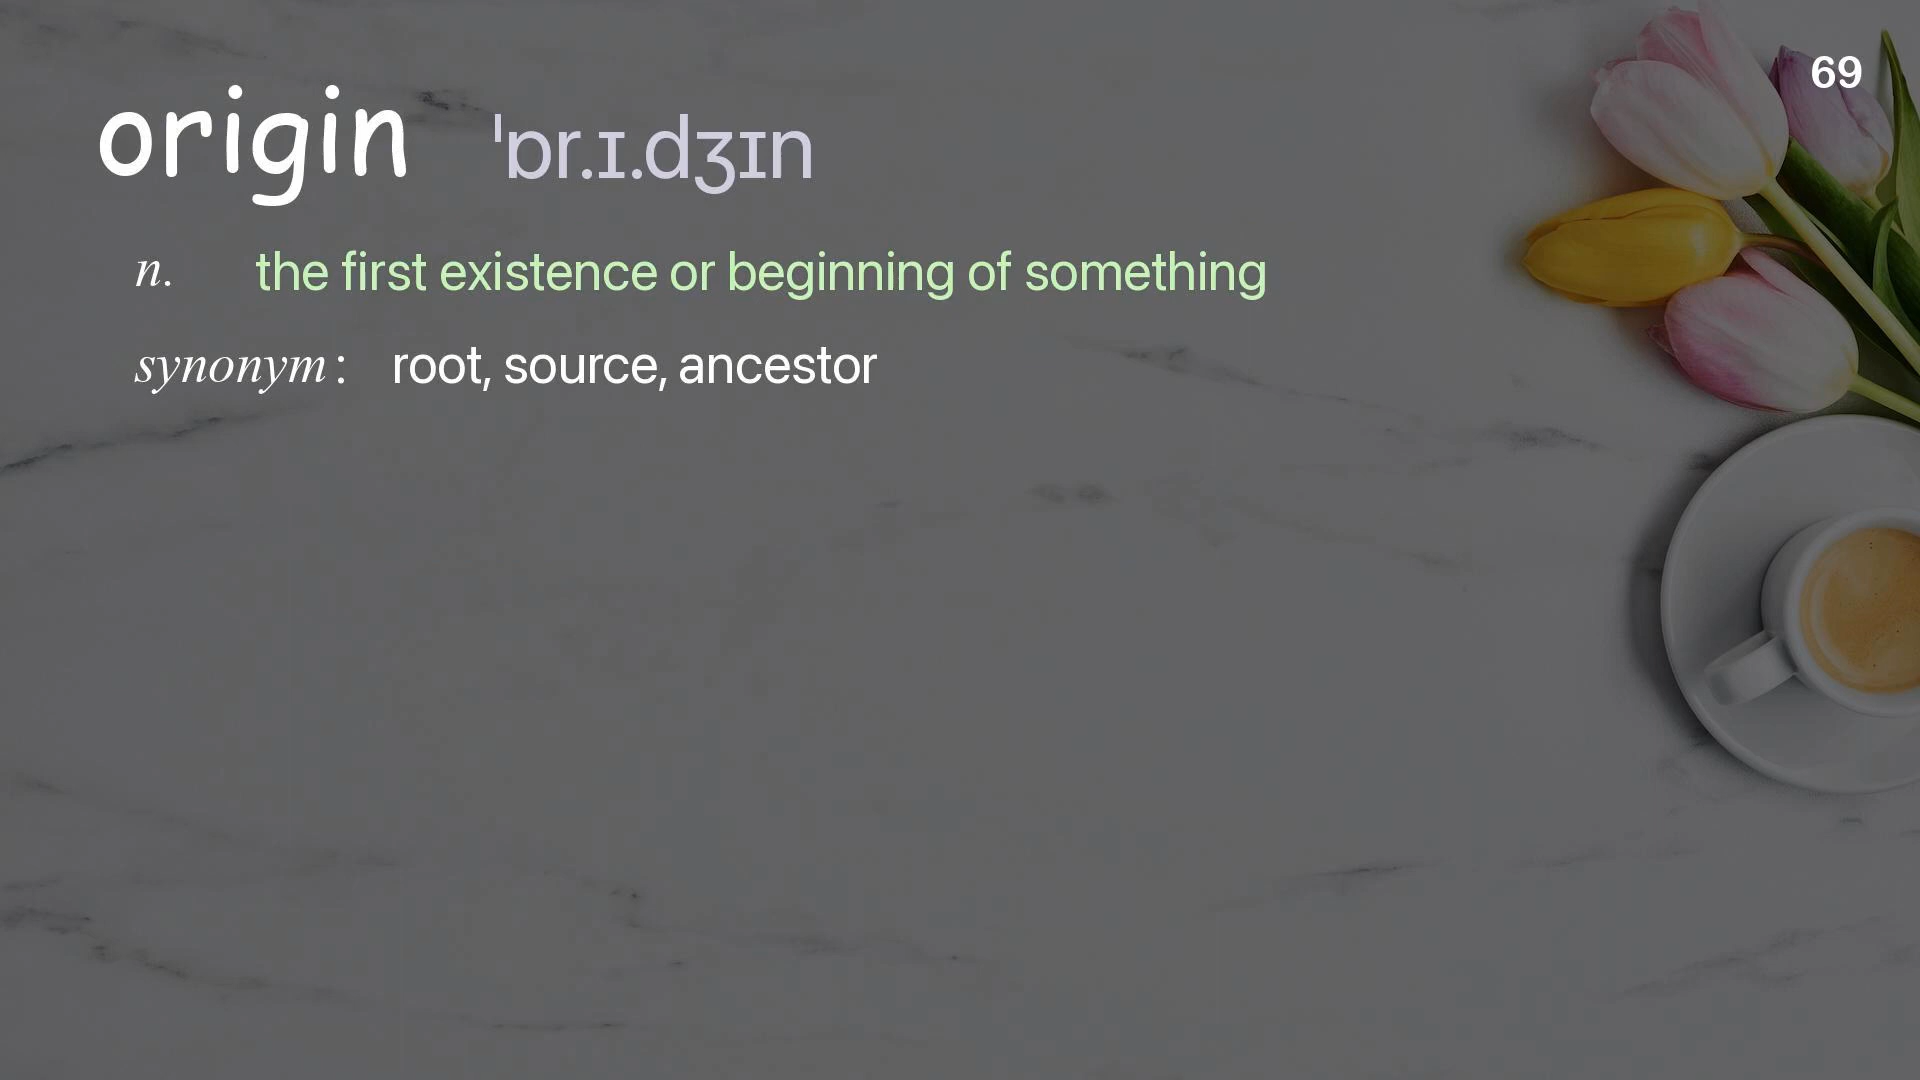 69
origin ˈɒr.ɪ.dʒɪn
n. the first existence or beginning of something
synonym: root, source, ancestor